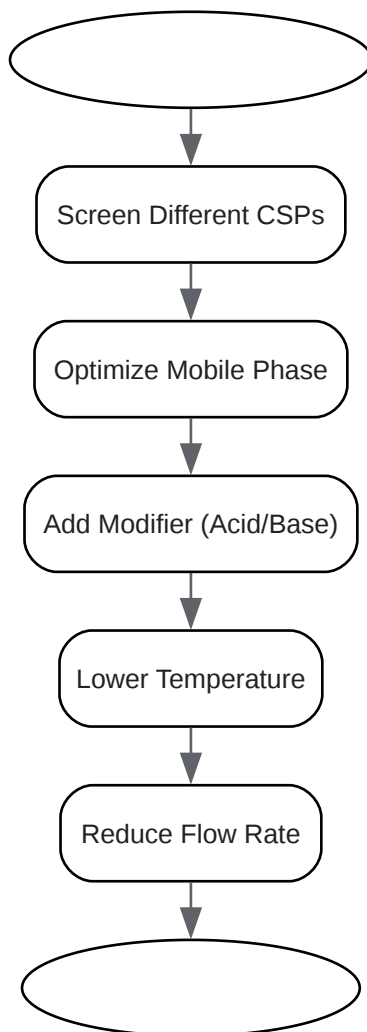 Screen Different CSPs
Optimize Mobile Phase
Add Modifier (Acid/Base)
Lower Temperature
Reduce Flow Rate